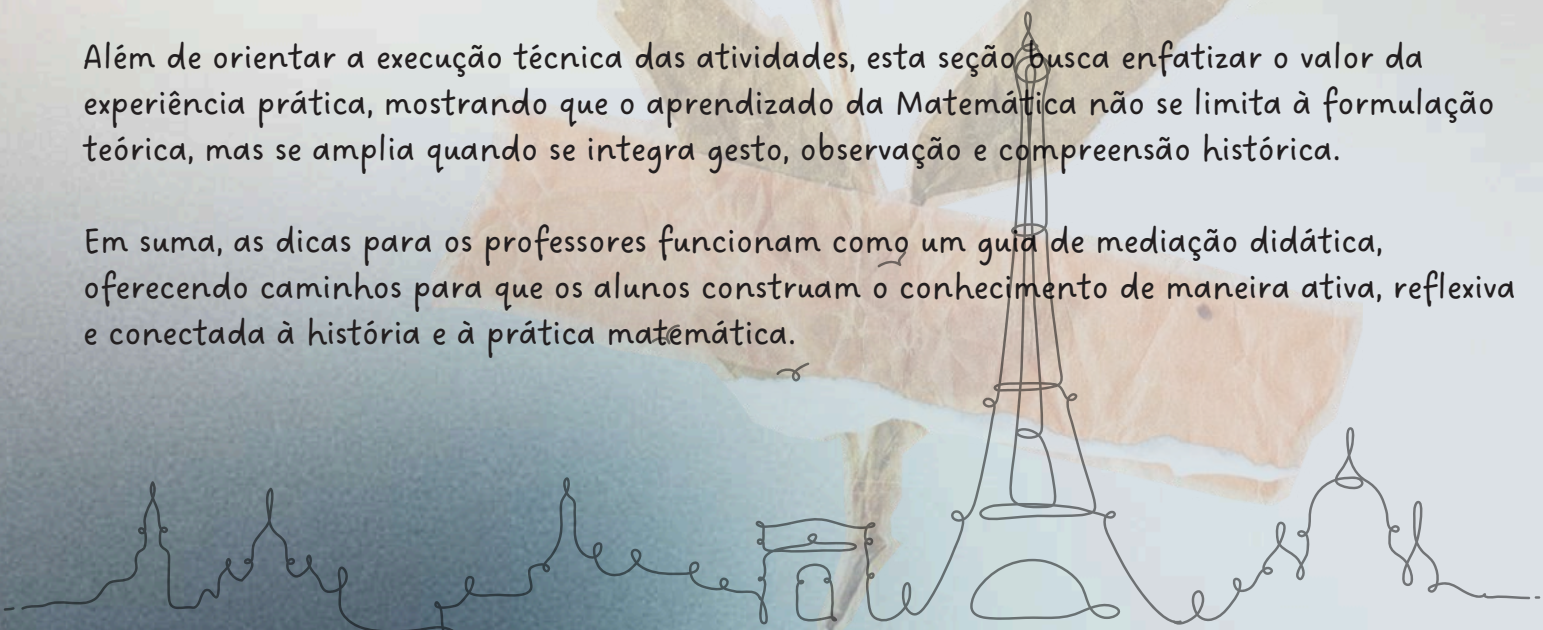 Além de orientar a execução técnica das atividades, esta seção busca enfatizar o valor da
experiência prática, mostrando que o aprendizado da Matemática não se limita à formulação
teórica, mas se amplia quando se integra gesto, observação e compreensão histórica.
Em suma, as dicas para os professores funcionam como um guia de mediação didática,
oferecendo caminhos para que os alunos construam o conhecimento de maneira ativa, reflexiva
e conectada à história e à prática matemática.